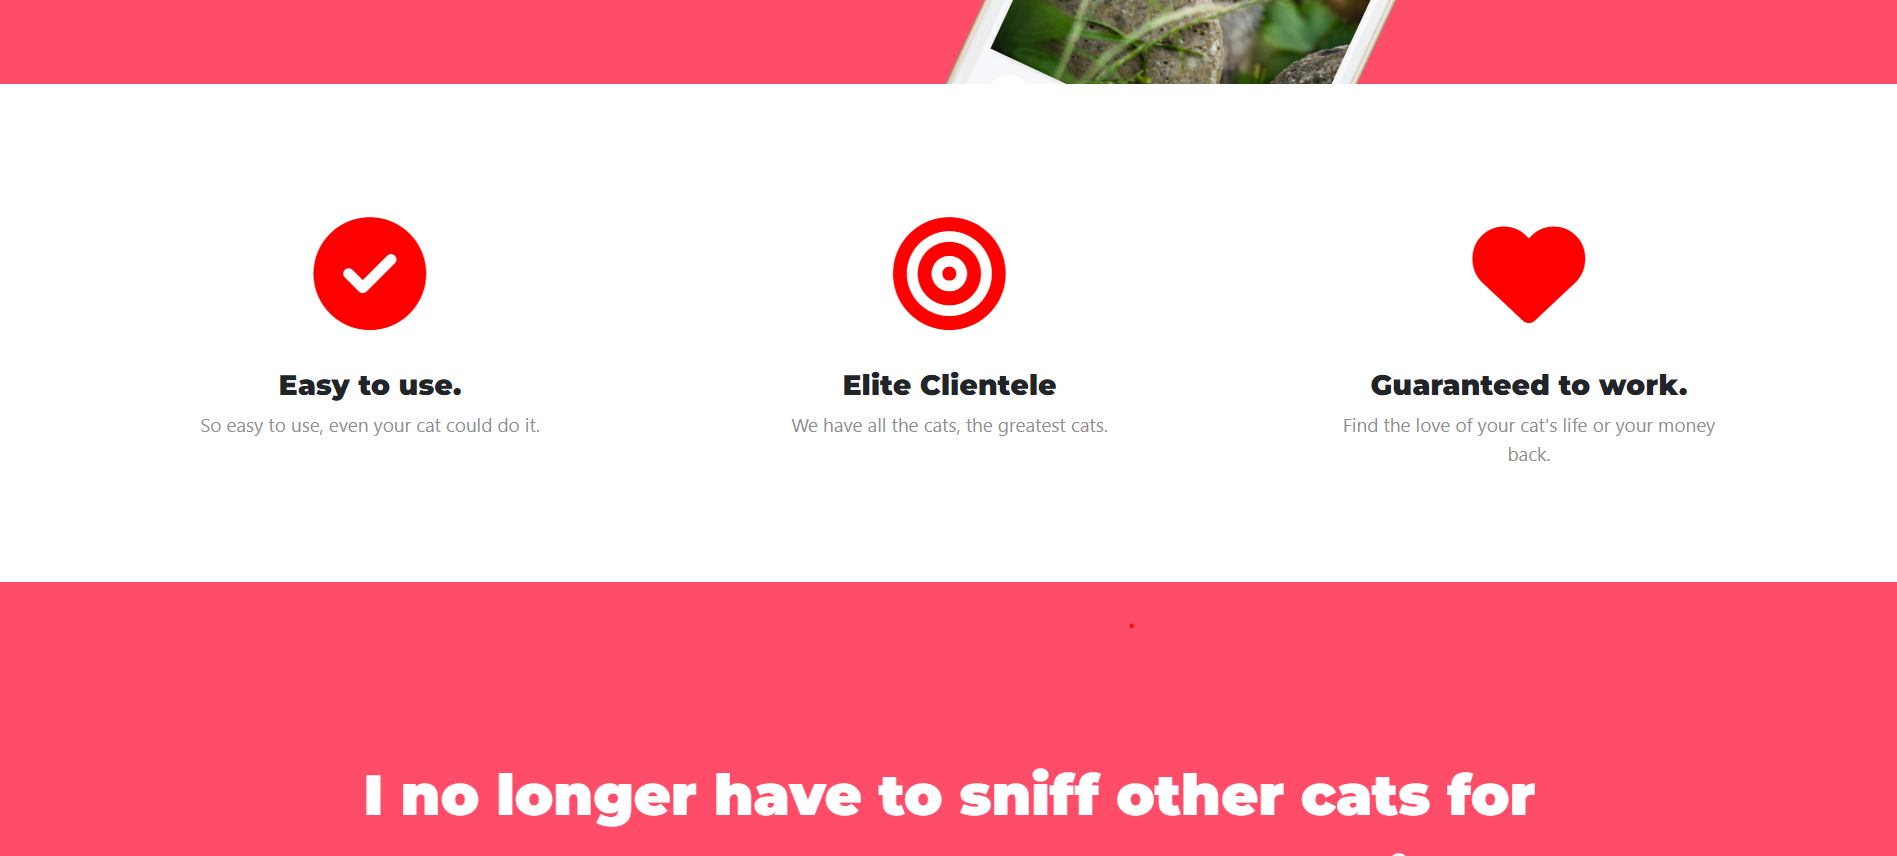 Easy to use.
So easy to use, even your cat could do it.
Elite Clientele
We have all the cats, the greatest cats.
Guaranteed to work.
Find the love of your cat's life or your money
back.
I no longer have to sniff other cats for